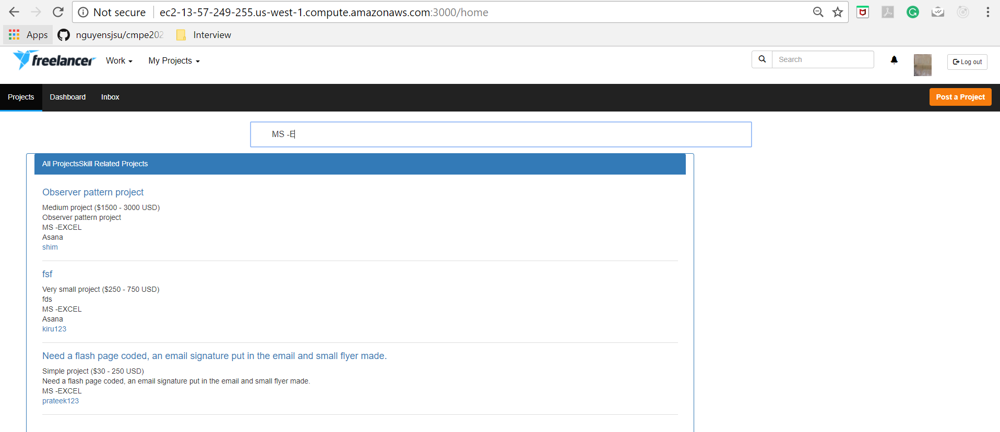 Not secure ec2-13-57-249-255.us-west-1.compute.amazonaws.com:3000/home
Apps nguyensjsu/cmpe202 Interview
freelancer Work My Projects Search Log out
Projects Dashboard Inbox Post a Project
MS -E
All ProjectsSkill Related Projects
Observer pattern project
Medium project ($1500 - 3000 USD)
Observer pattern project
MS -EXCEL
Asana
shim
fsf
Very small project ($250 - 750 USD)
fds
MS -EXCEL
Asana
kiru123
Need a flash page coded, an email signature put in the email and small flyer made.
Simple project ($30 - 250 USD)
Need a flash page coded, an email signature put in the email and small flyer made.
MS -EXCEL
prateek123